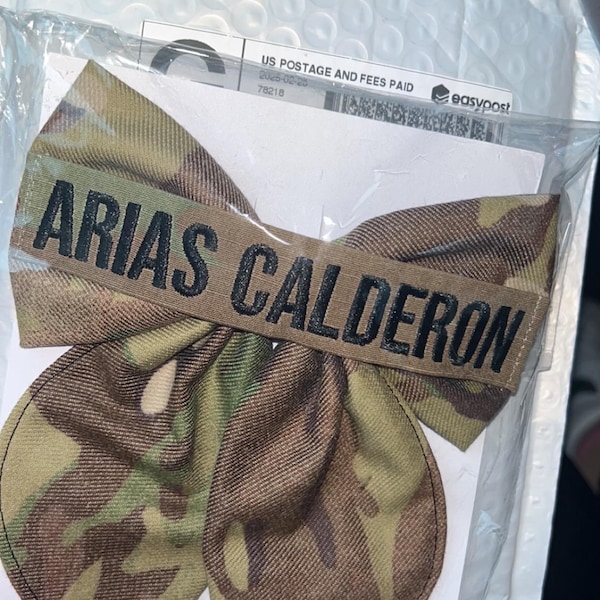 US POSTAGE AND FEES PAID
2025-02-25
78218
easypost
ARIAS CALDERON